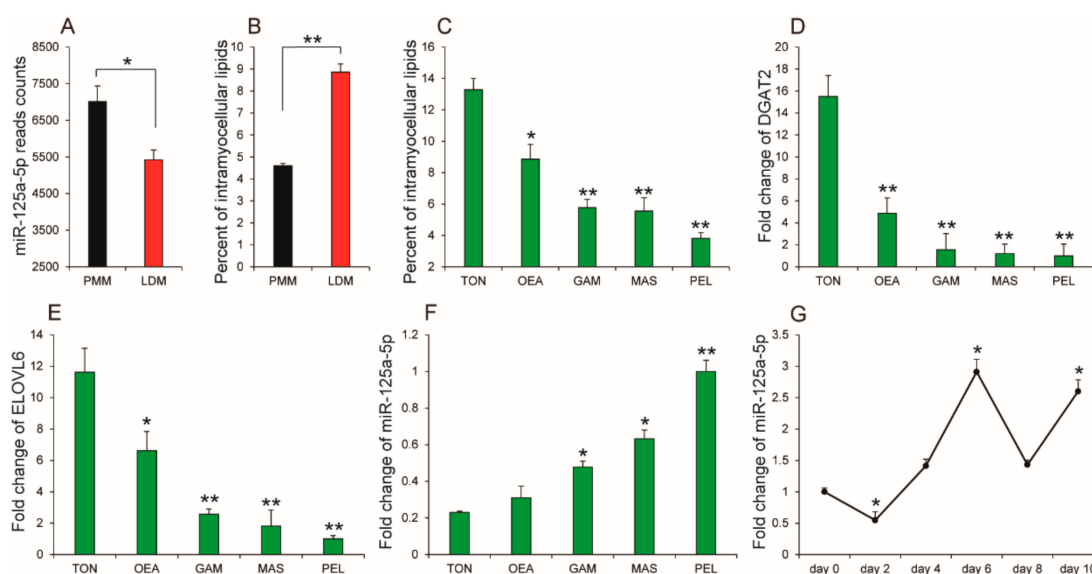 A
miR-125a-5p reads counts
8500
7500
6500
5500
4500
3500
2500
*
PMM
LDM
B
Percent of intramyocellular lipids
10
9
8
7
6
5
4
3
2
1
0
**
PMM
LDM
C
Percent of intramyocellular lipids
16
14
12
10
8
6
4
2
*
**
**
**
TON
OEA
GAM
MAS
PEL
D
Fold change of DGAT2
20
18
16
14
12
10
8
6
4
2
0
**
**
**
**
TON
OEA
GAM
MAS
PEL
E
Fold change of ELOVL6
14
12
10
8
6
4
2
0
*
**
**
**
TON
OEA
GAM
MAS
PEL
F
Fold change of miR-125a-5p
1.2
1
0.8
0.6
0.4
0.2
0
*
*
**
TON
OEA
GAM
MAS
PEL
G
Fold change of miR-125a-5p
3.5
3
2.5
2
1.5
1
0.5
0
*
*
*
day 0
day 2
day 4
day 6
day 8
day 10